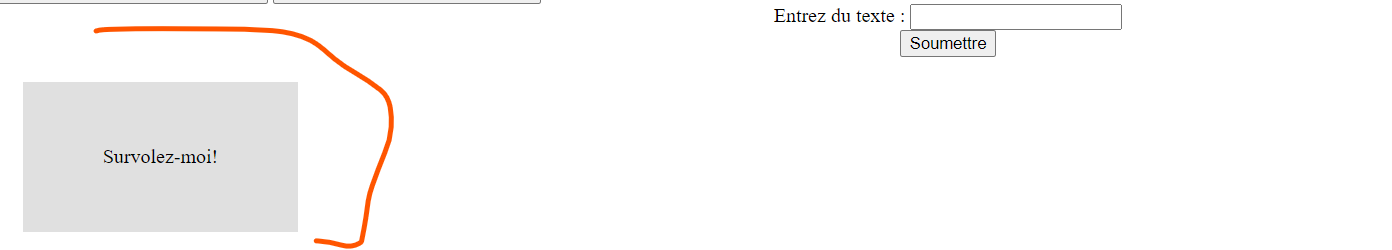 Entrez du texte :
Soumettre
Survolez-moi!